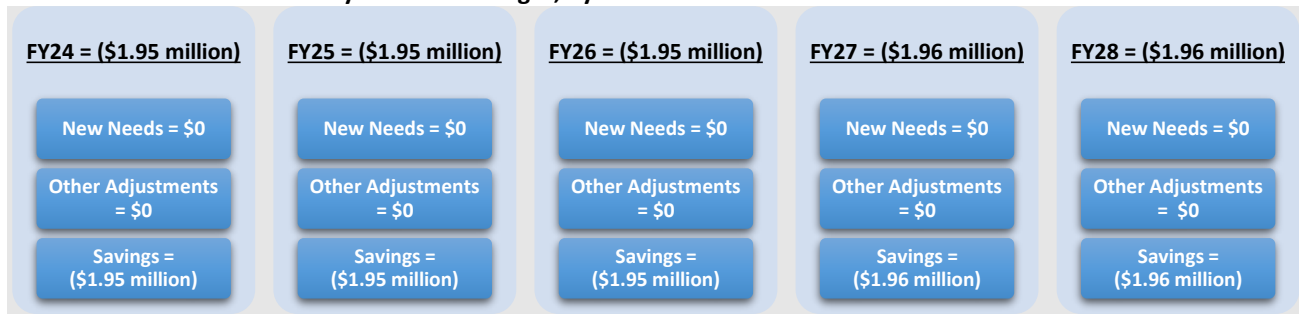 FY24 = ($1.95 million)
New Needs = $0
Other Adjustments
= $0
Savings =
($1.95 million)
FY25 = ($1.95 million)
New Needs = $0
Other Adjustments
= $0
Savings =
($1.95 million)
FY26 = ($1.95 million)
New Needs = $0
Other Adjustments
= $0
Savings =
($1.95 million)
FY27 = ($1.96 million)
New Needs = $0
Other Adjustments
= $0
Savings =
($1.96 million)
FY28 = ($1.96 million)
New Needs = $0
Other Adjustments
= $0
Savings =
($1.96 million)